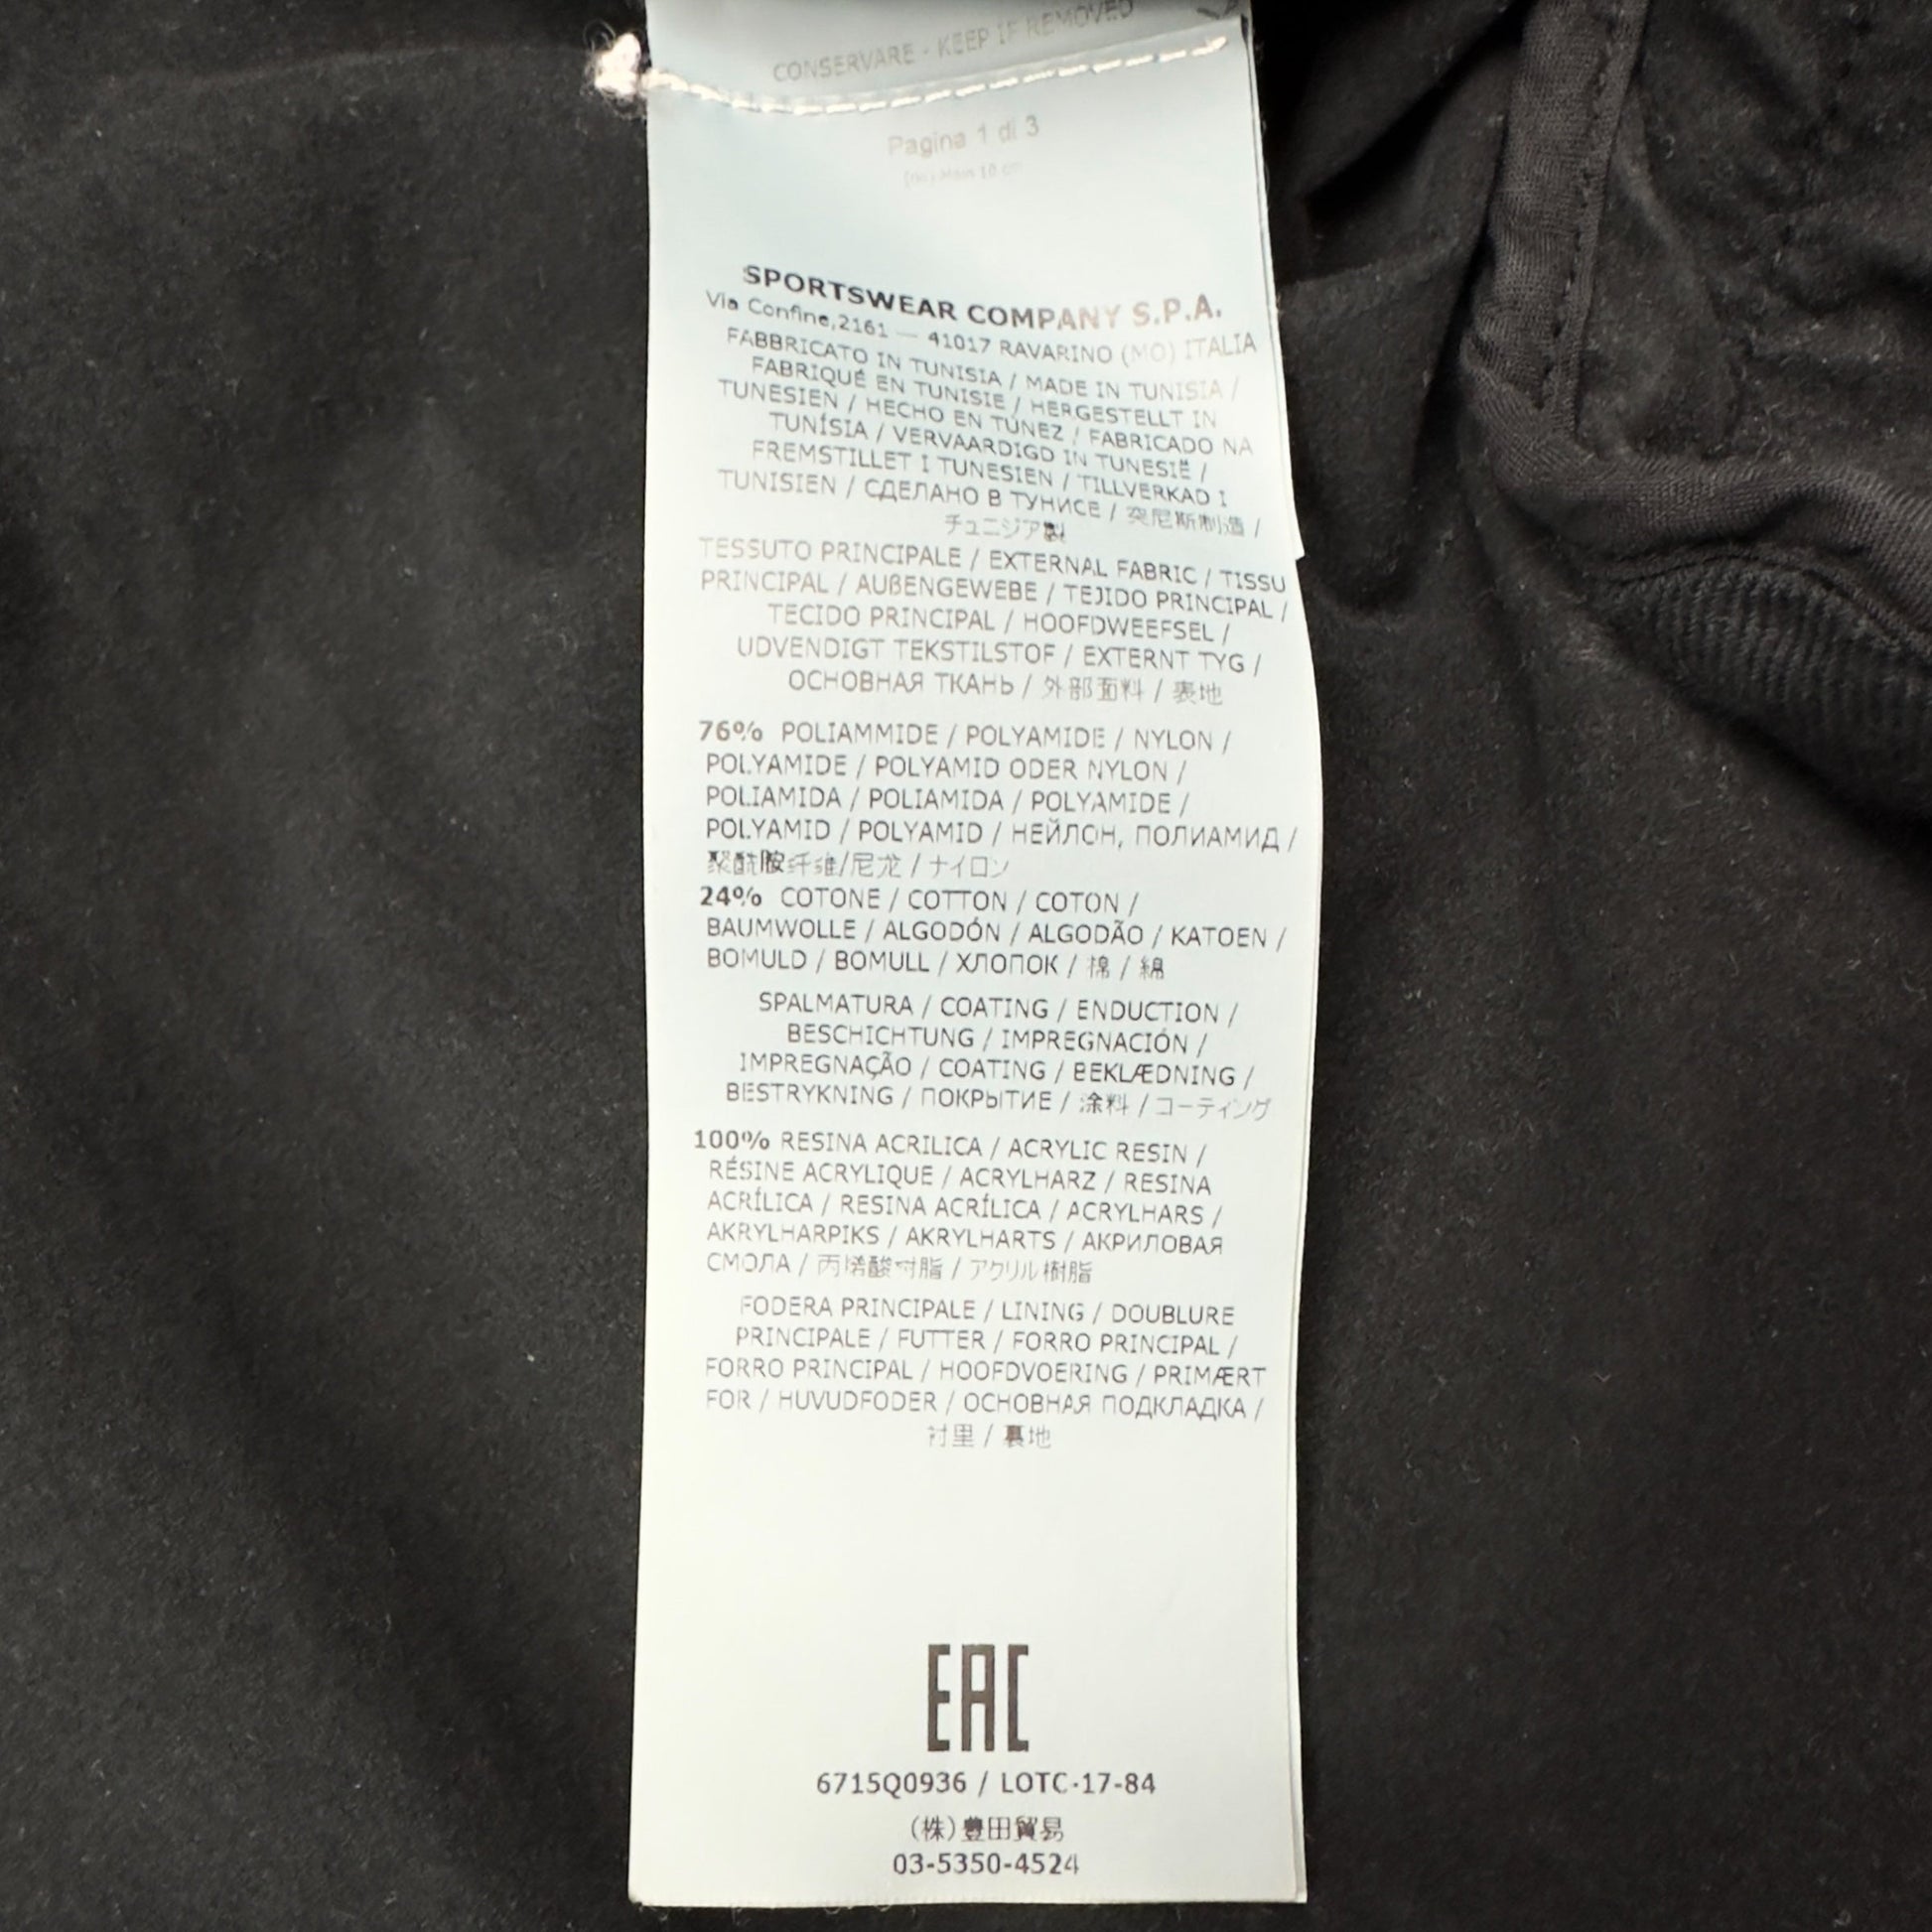 CONSERVARE - KEEP IF REMOVED
Pagina 1 di 3
SPORTSWEAR COMPANY S.P.A.
Via Confine,2161 — 41017 RAVARINO (MO) ITALIA
FABBRICATO IN TUNISIA / MADE IN TUNISIA /
FABRIQUÉ EN TUNISIE / HERGESTELLT IN
TUNESIEN / HECHO EN TÚNEZ / FABRICADO NA
TUNÍSIA / VERVAARDIGD IN TUNESIË /
FREMSTILLET I TUNESIEN / TILLVERKAD I
TUNISIEN / СДЕЛАНО В ТУНИСЕ / 突尼斯制造 /
チュニジア製
TESSUTO PRINCIPALE / EXTERNAL FABRIC / TISSU
PRINCIPAL / AUßENGEWEBE / TEJIDO PRINCIPAL /
TECIDO PRINCIPAL / HOOFDWEEFSEL /
UDVENDIGT TEKSTILSTOF / EXTERNT TYG /
ОСНОВНАЯ ТКАНЬ / 外部面料 / 表地
76% POLIAMMIDE / POLYAMIDE / NYLON /
POLYAMIDE / POLYAMID ODER NYLON /
POLIAMIDA / POLIAMIDA / POLYAMIDE /
POLYAMID / POLYAMID / НЕЙЛОН, ПОЛИАМИД /
聚酰胺纤维/尼龙 / ナイロン
24% COTONE / COTTON / COTON /
BAUMWOLLE / ALGODÓN / ALGODÃO / KATOEN /
BOMULD / BOMULL / ХЛОПОК / 棉 / 綿
SPALMATURA / COATING / ENDUCTION /
BESCHICHTUNG / IMPREGNACIÓN /
IMPREGNAÇÃO / COATING / BEKLÆDNING /
BESTRYKNING / ПОКРЫТИЕ / 涂料 / コーティング
100% RESINA ACRILICA / ACRYLIC RESIN /
RÉSINE ACRYLIQUE / ACRYLHARZ / RESINA
ACRÍLICA / RESINA ACRÍLICA / ACRYLHARS /
AKRYLHARPIKS / AKRYLHARTS / АКРИЛОВАЯ
СМОЛА / 丙烯酸树脂 / アクリル樹脂
FODERA PRINCIPALE / LINING / DOUBLURE
PRINCIPALE / FUTTER / FORRO PRINCIPAL /
FORRO PRINCIPAL / HOOFDVOERING / PRIMÆRT
FOR / HUVUDFODER / ОСНОВНАЯ ПОДКЛАДКА /
衬里 / 裏地
EAC
6715Q0936 / LOTC-17-84
(株)豊田貿易
03-5350-4524